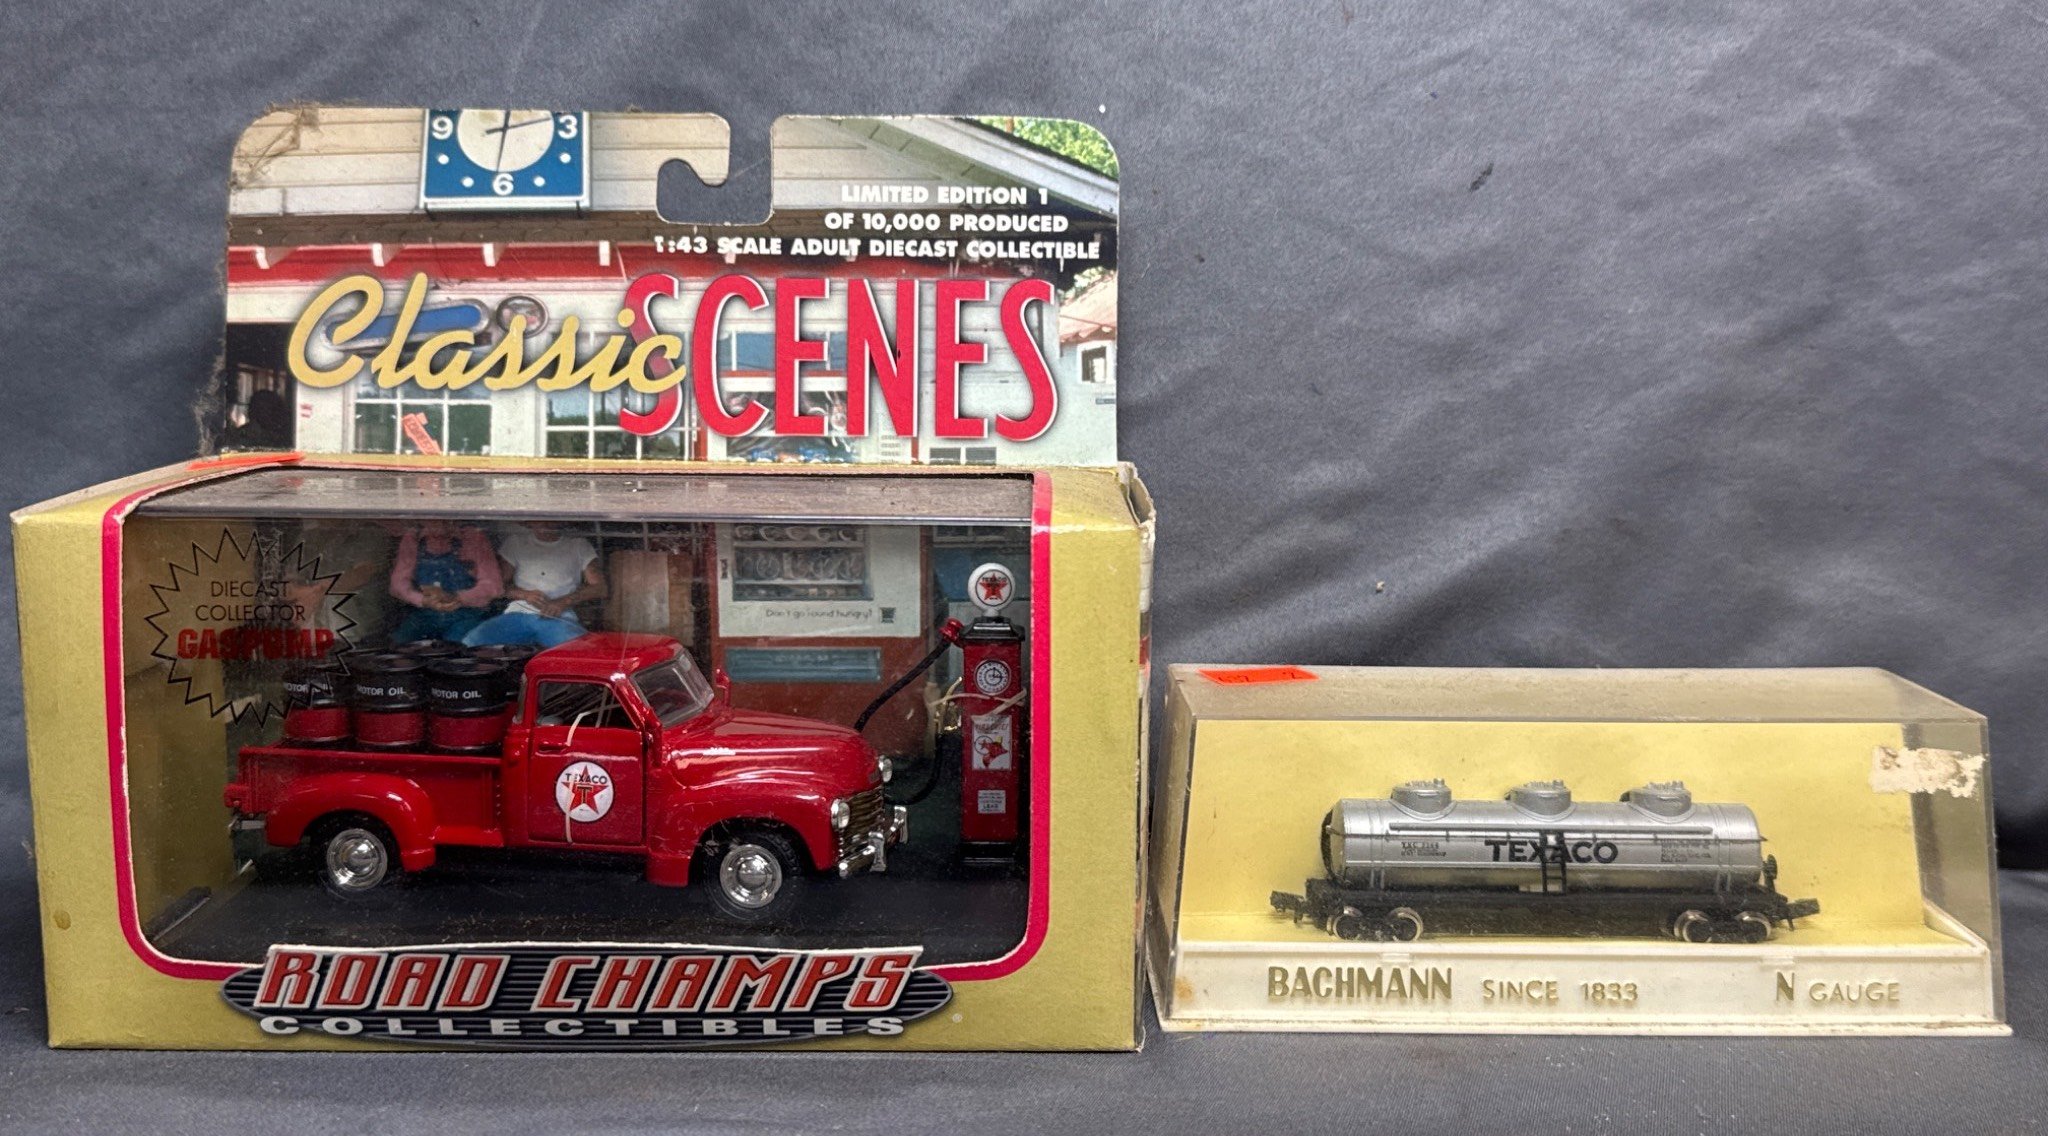 9 3
6
LIMITED EDITION 1
OF 10,000 PRODUCED
1:43 SCALE ADULT DIECAST COLLECTIBLE
Classic SCENES
DIECAST
COLLECTOR
GASPUMP
Don't go round hungry!
TEXACO
MOTOR OIL
MOTOR OIL
MOTOR OIL
TEXACO
T
ROAD CHAMPS
COLLECTIBLES
TEXACO
BACHMANN SINCE 1833 N GAUGE